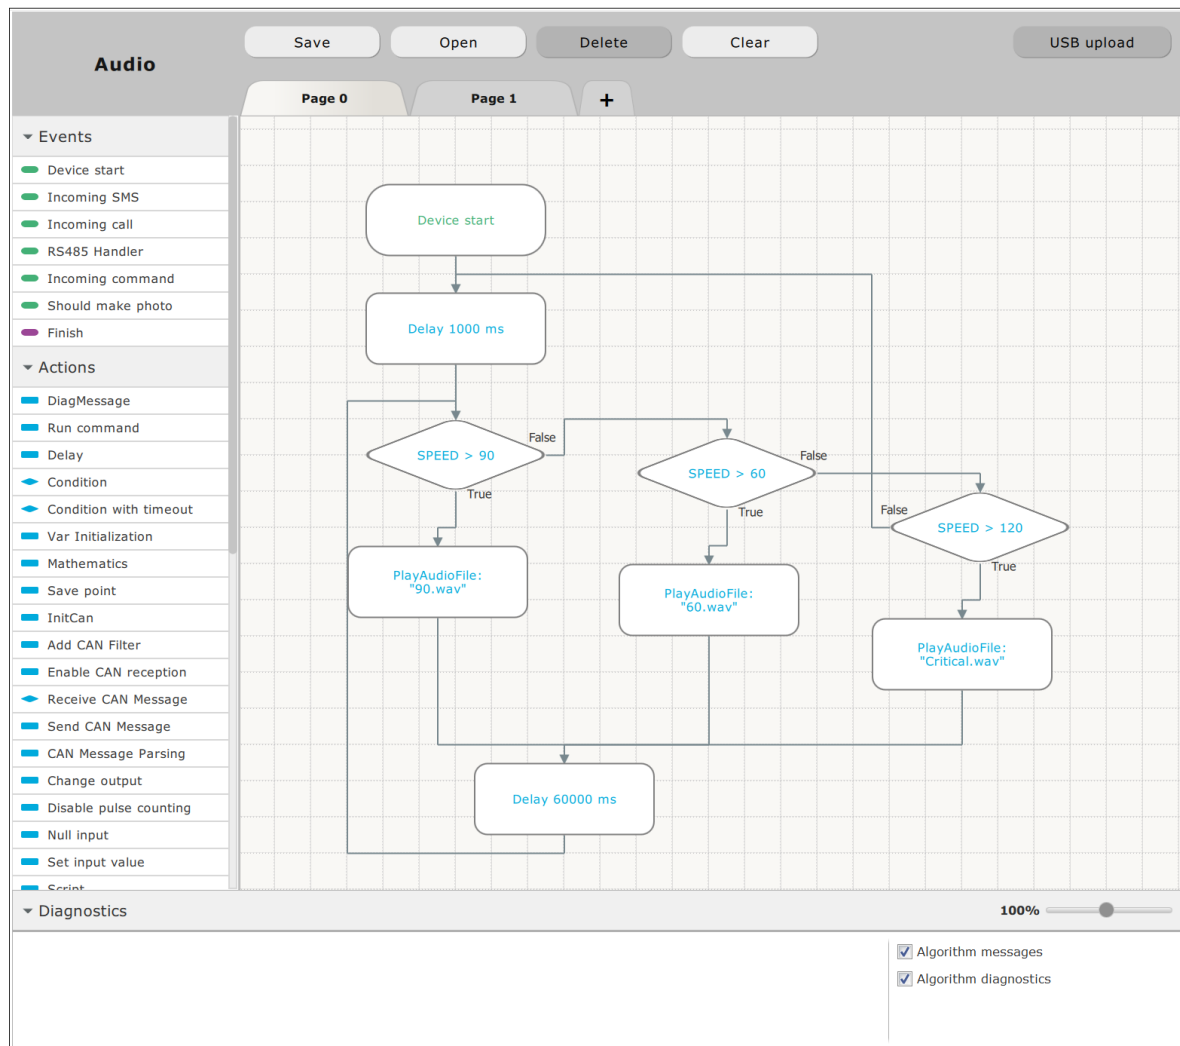 Audio
Save
Open
Delete
Clear
USB upload
Page 0
Page 1
+
Events
Device start
Incoming SMS
Incoming call
RS485 Handler
Incoming command
Should make photo
Finish
Actions
DiagMessage
Run command
Delay
Condition
Condition with timeout
Var Initialization
Mathematics
Save point
InitCan
Add CAN Filter
Enable CAN reception
Receive CAN Message
Send CAN Message
CAN Message Parsing
Change output
Disable pulse counting
Null input
Set input value
Script
Device start
Delay 1000 ms
SPEED > 90
False
True
SPEED > 60
False
True
SPEED > 120
False
True
PlayAudioFile:
"90.wav"
PlayAudioFile:
"60.wav"
PlayAudioFile:
"Critical.wav"
Delay 60000 ms
Diagnostics
100%
Algorithm messages
Algorithm diagnostics